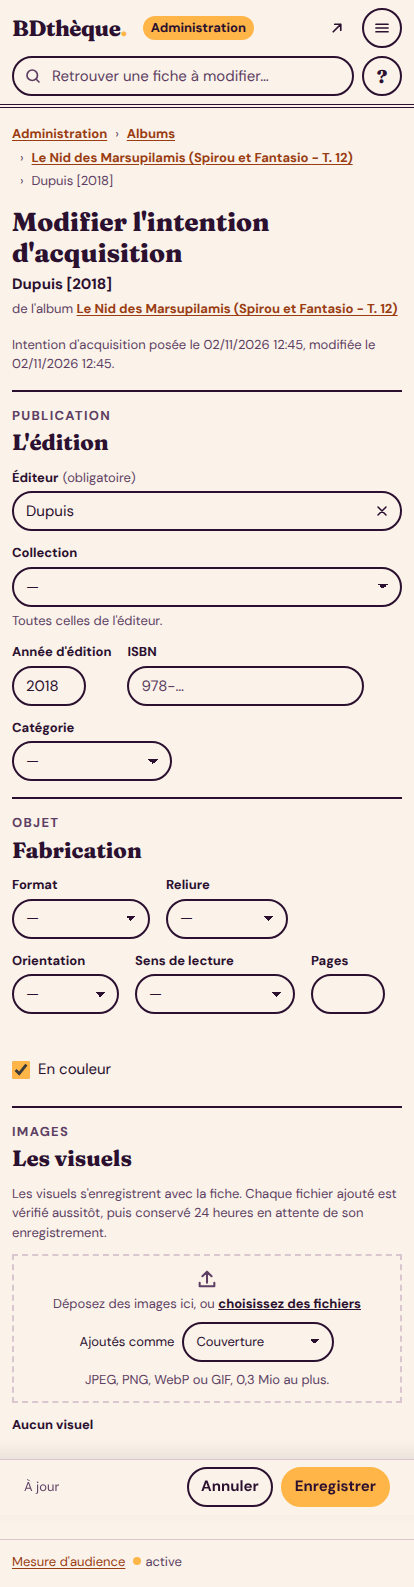 BDthèque. Administration
Retrouver une fiche à modifier… ?
Administration › Albums
› Le Nid des Marsupilamis (Spirou et Fantasio - T. 12)
› Dupuis [2018]
Modifier l'intention
d'acquisition
Dupuis [2018]
de l'album Le Nid des Marsupilamis (Spirou et Fantasio - T. 12)
Intention d'acquisition posée le 02/11/2026 12:45, modifiée le
02/11/2026 12:45.
PUBLICATION
L'édition
Éditeur (obligatoire)
Dupuis
Collection
—
Toutes celles de l'éditeur.
Année d'édition ISBN
2018 978-…
Catégorie
—
OBJET
Fabrication
Format Reliure
— —
Orientation Sens de lecture Pages
— —
En couleur
IMAGES
Les visuels
Les visuels s'enregistrent avec la fiche. Chaque fichier ajouté est
vérifié aussitôt, puis conservé 24 heures en attente de son
enregistrement.
Déposez des images ici, ou choisissez des fichiers
Ajoutés comme Couverture
JPEG, PNG, WebP ou GIF, 0,3 Mio au plus.
Aucun visuel
À jour Annuler Enregistrer
Mesure d'audience active